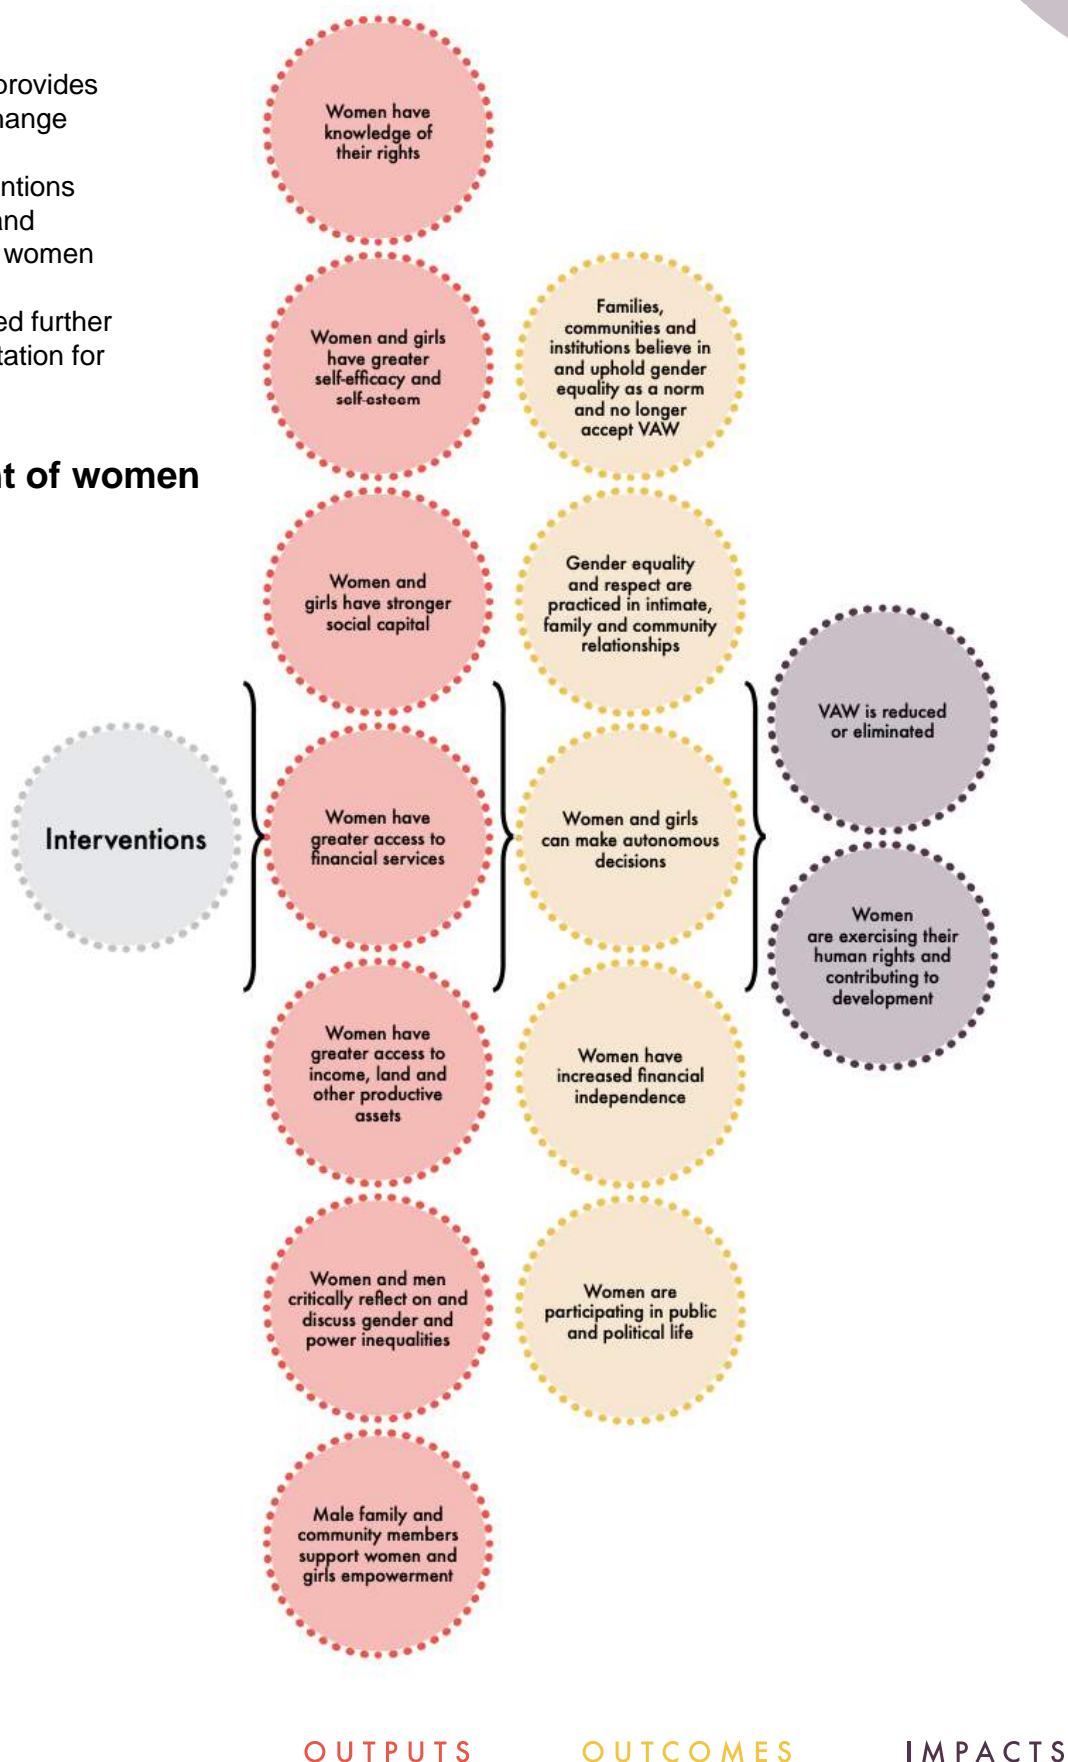 provides
hange
ntions
and
women
ed further
tation for
nt of women
Interventions
Women have
knowledge of
their rights
Women and girls
have greater
self-efficacy and
self-esteem
Women and
girls have stronger
social capital
Women have
greater access to
financial services
Women have
greater access to
income, land and
other productive
assets
Women and men
critically reflect on and
discuss gender and
power inequalities
Male family and
community members
support women and
girls empowerment
Families,
communities and
institutions believe in
and uphold gender
equality as a norm
and no longer
accept VAW
Gender equality
and respect are
practiced in intimate,
family and community
relationships
Women and girls
can make autonomous
decisions
Women have
increased financial
independence
Women are
participating in public
and political life
VAW is reduced
or eliminated
Women
are exercising their
human rights and
contributing to
development
OUTPUTS
OUTCOMES
IMPACTS